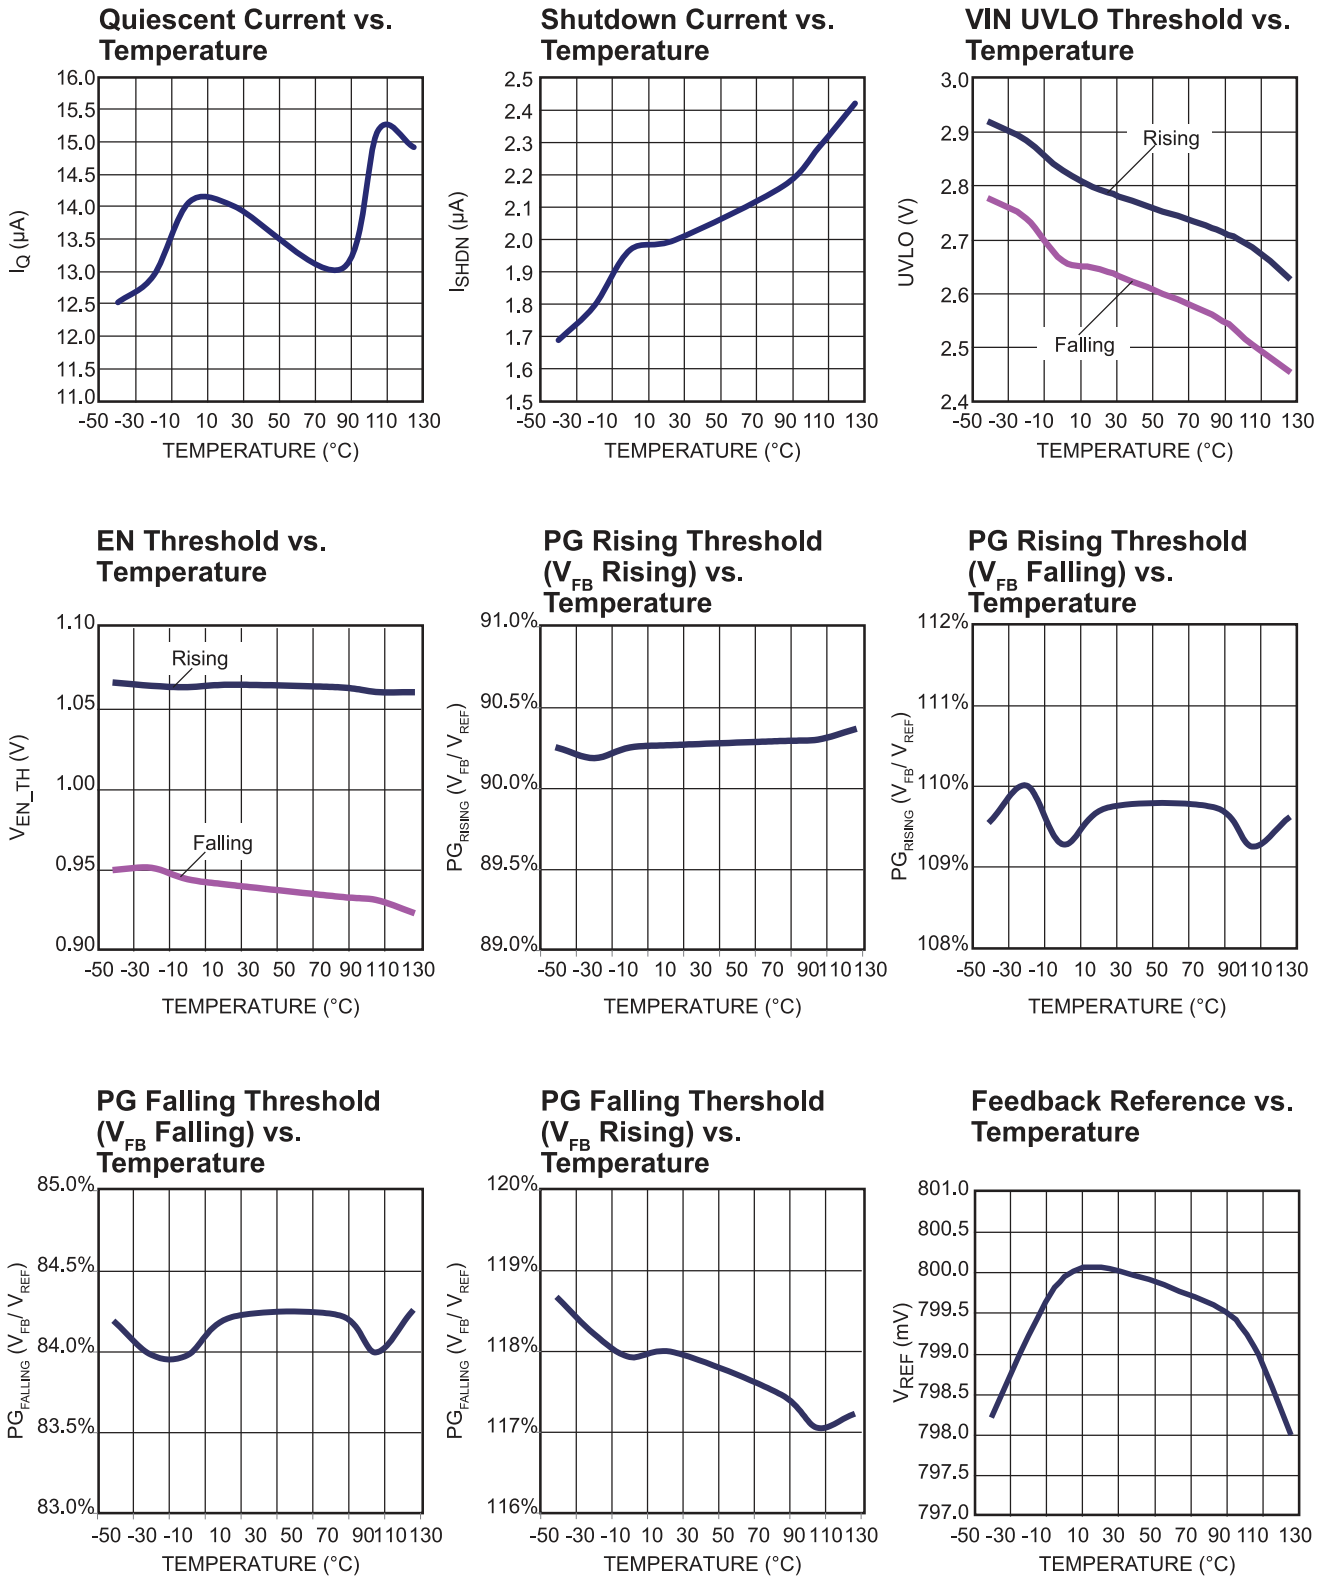 Quiescent Current vs.
Temperature
16.0
15.5
15.0
14.5
14.0
13.5
13.0
12.5
12.0
11.5
11.0
IQ (µA)
-50 -30 -10 10 30 50 70 90 110 130
TEMPERATURE (°C)
Shutdown Current vs.
Temperature
2.5
2.4
2.3
2.2
2.1
2.0
1.9
1.8
1.7
1.6
1.5
ISHDN (µA)
-50 -30 -10 10 30 50 70 90 110 130
TEMPERATURE (°C)
VIN UVLO Threshold vs.
Temperature
3.0
2.9
2.8
2.7
2.6
2.5
2.4
UVLO (V)
Rising
Falling
-50 -30 -10 10 30 50 70 90 110 130
TEMPERATURE (°C)
EN Threshold vs.
Temperature
1.10
1.05
1.00
0.95
0.90
VEN_TH (V)
Rising
Falling
-50 -30 -10 10 30 50 70 90 110 130
TEMPERATURE (°C)
PG Rising Threshold
(VFB Rising) vs.
Temperature
91.0%
90.5%
90.0%
89.5%
89.0%
PGRISING (VFB/ VREF)
-50 -30 -10 10 30 50 70 90 110 130
TEMPERATURE (°C)
PG Rising Threshold
(VFB Falling) vs.
Temperature
112%
111%
110%
109%
108%
PGRISING (VFB/ VREF)
-50 -30 -10 10 30 50 70 90 110 130
TEMPERATURE (°C)
PG Falling Threshold
(VFB Falling) vs.
Temperature
85.0%
84.5%
84.0%
83.5%
83.0%
PGFALLING (VFB/ VREF)
-50 -30 -10 10 30 50 70 90 110 130
TEMPERATURE (°C)
PG Falling Thershold
(VFB Rising) vs.
Temperature
120%
119%
118%
117%
116%
PGFALLING (VFB/ VREF)
-50 -30 -10 10 30 50 70 90 110 130
TEMPERATURE (°C)
Feedback Reference vs.
Temperature
801.0
800.5
800.0
799.5
799.0
798.5
798.0
797.5
797.0
VREF (mV)
-50 -30 -10 10 30 50 70 90 110 130
TEMPERATURE (°C)